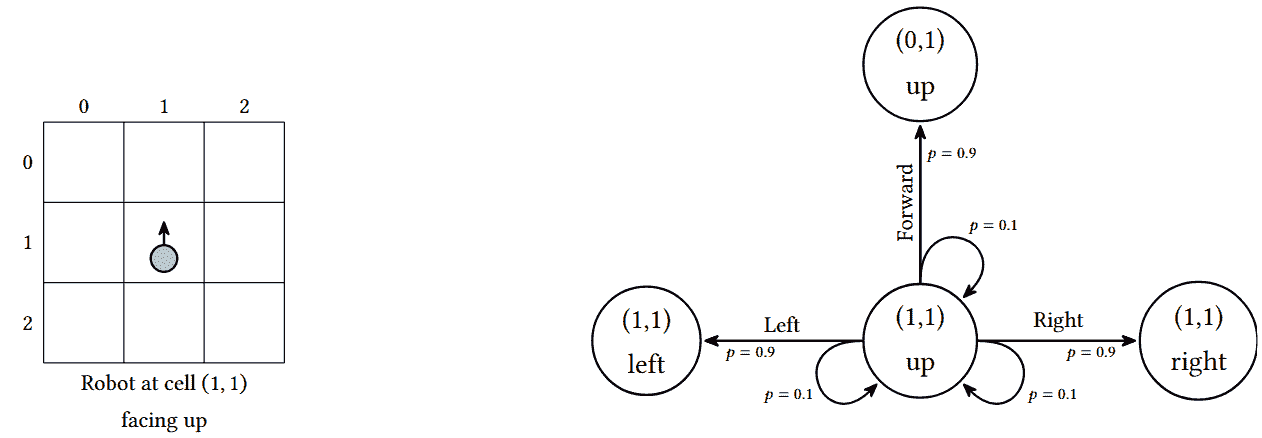 0 1 2
0
1
2
Robot at cell (1, 1)
facing up
(0,1)
up
p = 0.9
Forward
p = 0.1
(1,1)
left
Left
p = 0.9
p = 0.1
(1,1)
up
Right
p = 0.9
p = 0.1
(1,1)
right